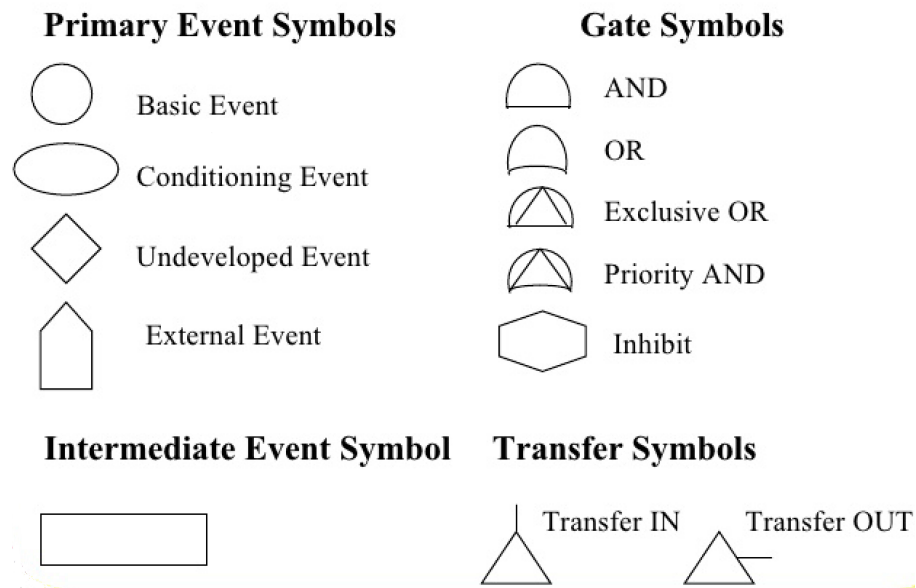 Primary Event Symbols
Basic Event
Conditioning Event
Undeveloped Event
External Event
Gate Symbols
AND
OR
Exclusive OR
Priority AND
Inhibit
Intermediate Event Symbol
Transfer Symbols
Transfer IN
Transfer OUT